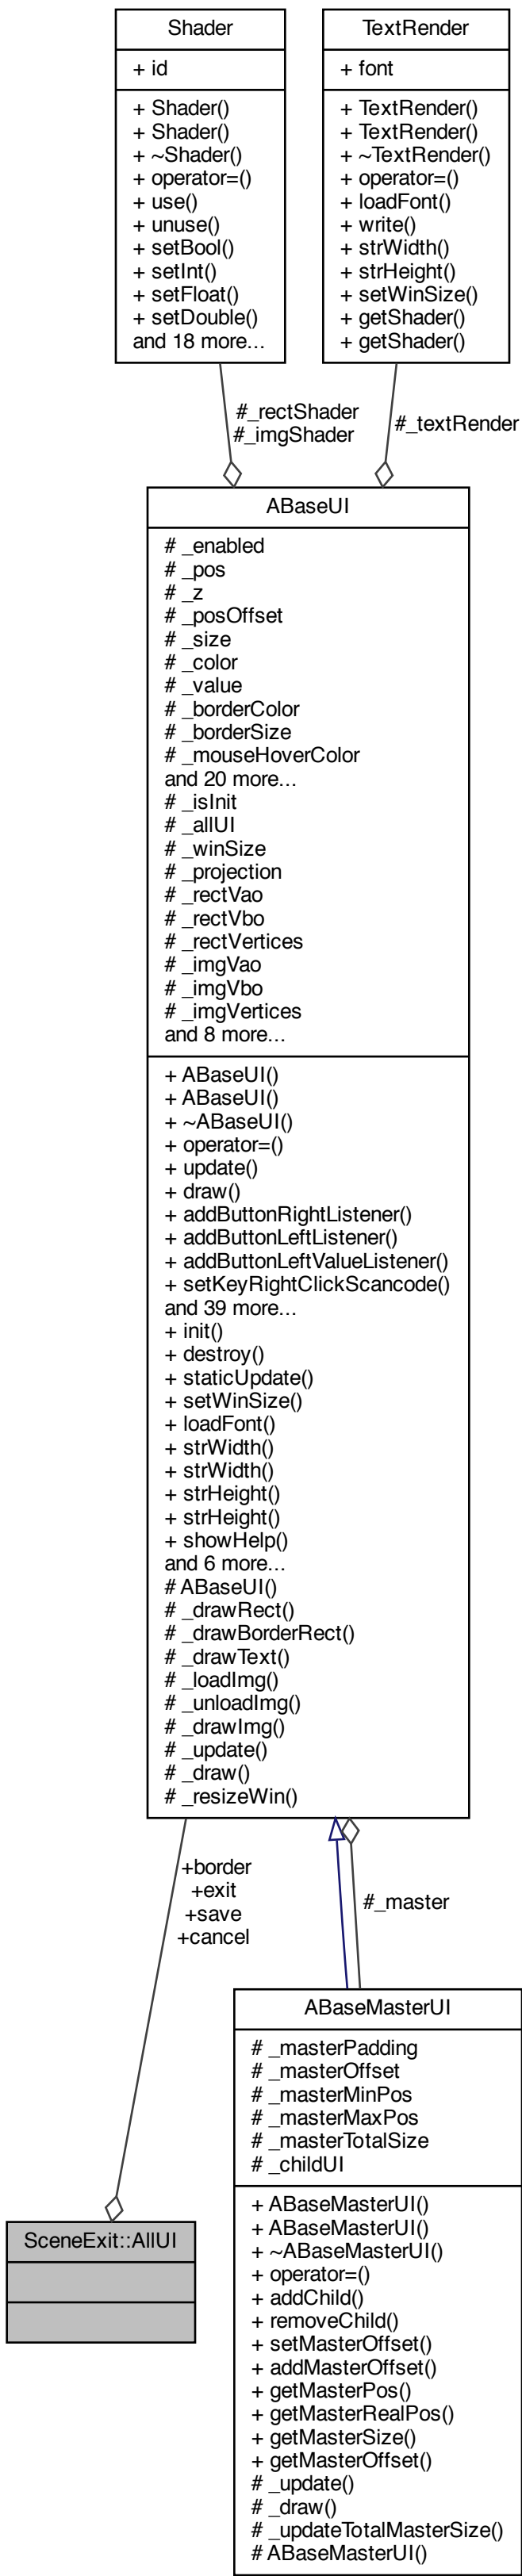 Shader
+ id
+ Shader()
+ Shader()
+ ~Shader()
+ operator=()
+ use()
+ unuse()
+ setBool()
+ setInt()
+ setFloat()
+ setDouble()
and 18 more...
TextRender
+ font
+ TextRender()
+ TextRender()
+ ~TextRender()
+ operator=()
+ loadFont()
+ write()
+ strWidth()
+ strHeight()
+ setWinSize()
+ getShader()
+ getShader()
#_rectShader
#_imgShader
#_textRender
ABaseUI
# _enabled
# _pos
# _z
# _posOffset
# _size
# _color
# _value
# _borderColor
# _borderSize
# _mouseHoverColor
and 20 more...
# _isInit
# _allUI
# _winSize
# _projection
# _rectVao
# _rectVbo
# _rectVertices
# _imgVao
# _imgVbo
# _imgVertices
and 8 more...
+ ABaseUI()
+ ABaseUI()
+ ~ABaseUI()
+ operator=()
+ update()
+ draw()
+ addButtonRightListener()
+ addButtonLeftListener()
+ addButtonLeftValueListener()
+ setKeyRightClickScancode()
and 39 more...
+ init()
+ destroy()
+ staticUpdate()
+ setWinSize()
+ loadFont()
+ strWidth()
+ strWidth()
+ strHeight()
+ strHeight()
+ showHelp()
and 6 more...
# ABaseUI()
# _drawRect()
# _drawBorderRect()
# _drawText()
# _loadImg()
# _unloadImg()
# _drawImg()
# _update()
# _draw()
# _resizeWin()
+border
+exit
+save
+cancel
#_master
SceneExit::AllUI
ABaseMasterUI
# _masterPadding
# _masterOffset
# _masterMinPos
# _masterMaxPos
# _masterTotalSize
# _childUI
+ ABaseMasterUI()
+ ABaseMasterUI()
+ ~ABaseMasterUI()
+ operator=()
+ addChild()
+ removeChild()
+ setMasterOffset()
+ addMasterOffset()
+ getMasterPos()
+ getMasterRealPos()
+ getMasterSize()
+ getMasterOffset()
# _update()
# _draw()
# _updateTotalMasterSize()
# ABaseMasterUI()